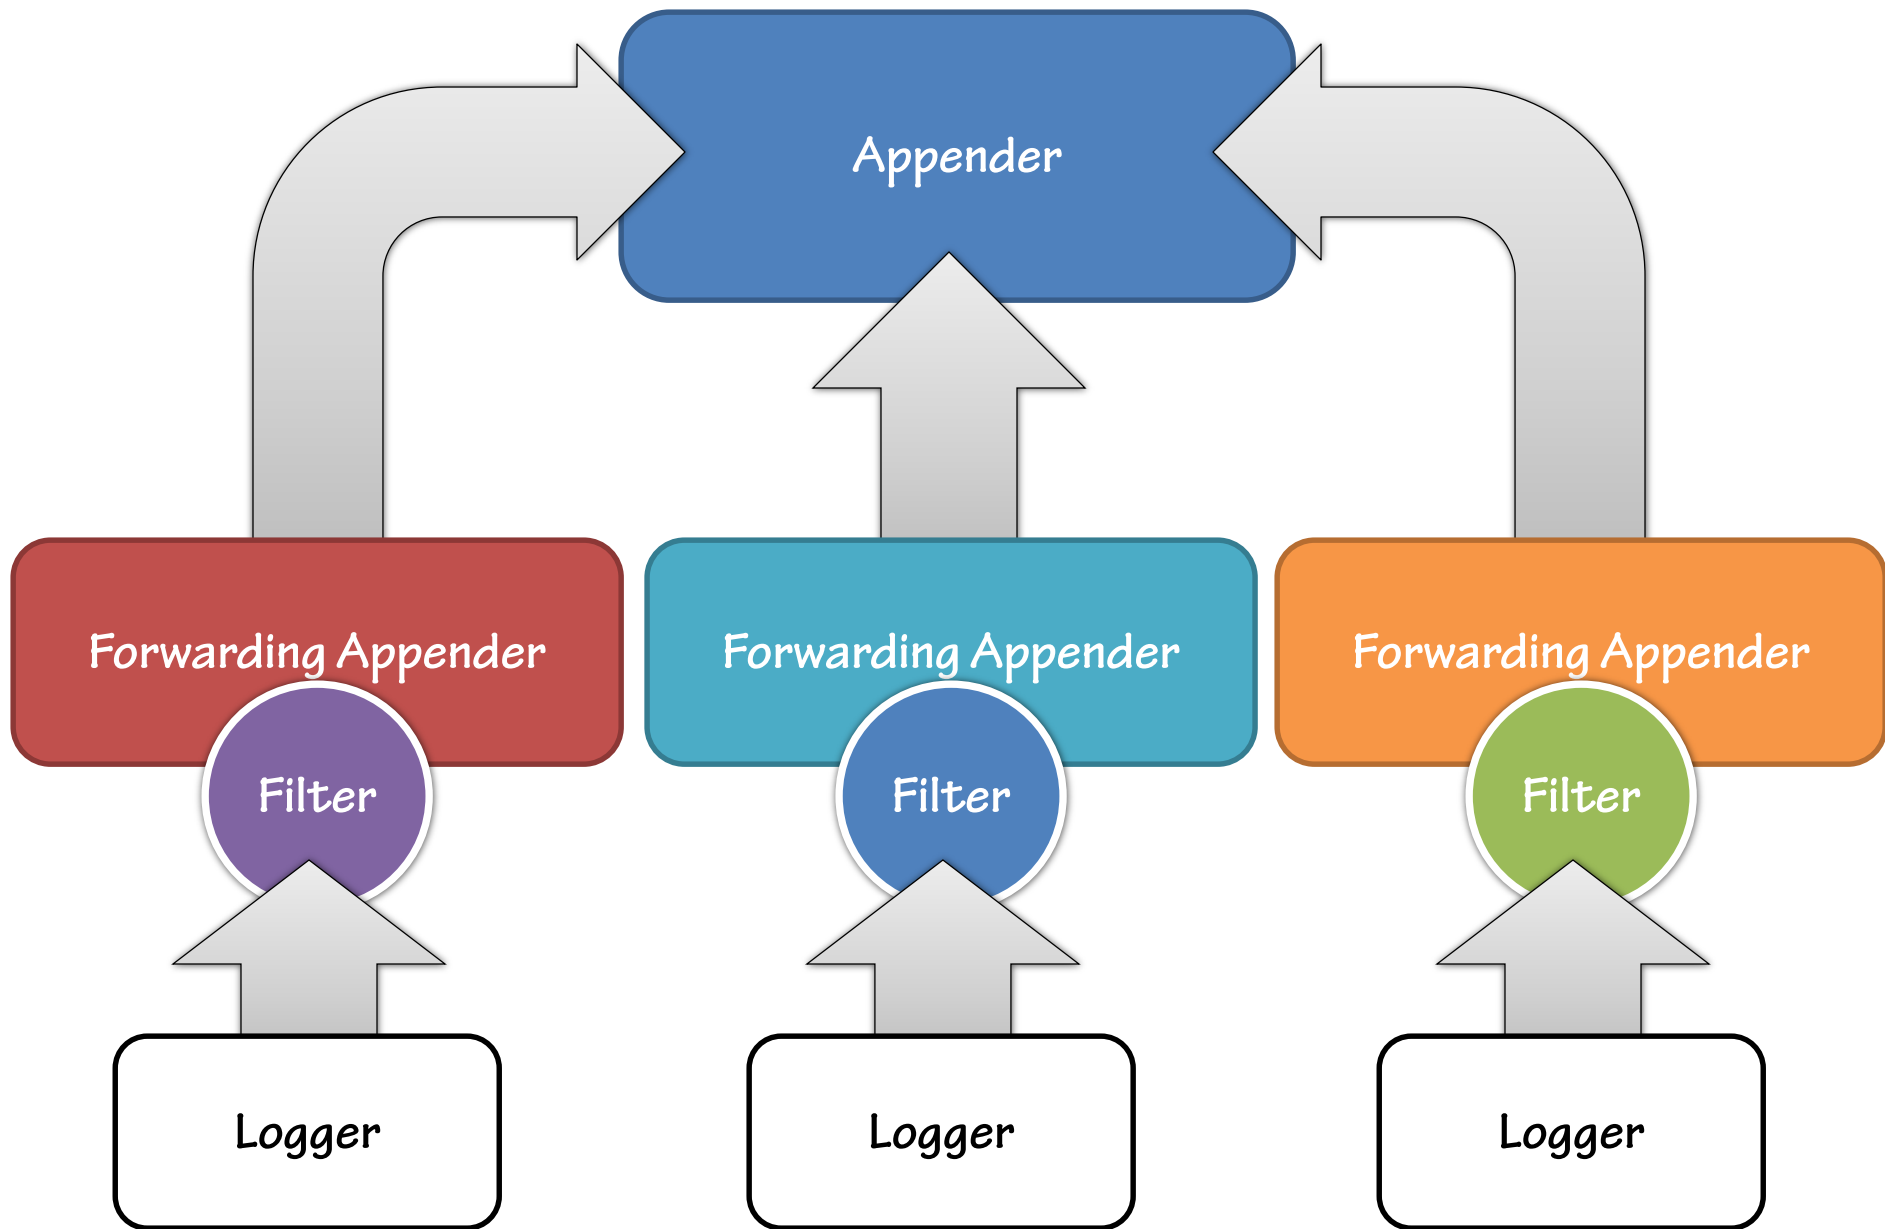 Appender
Forwarding Appender
Forwarding Appender
Forwarding Appender
Filter
Filter
Filter
Logger
Logger
Logger